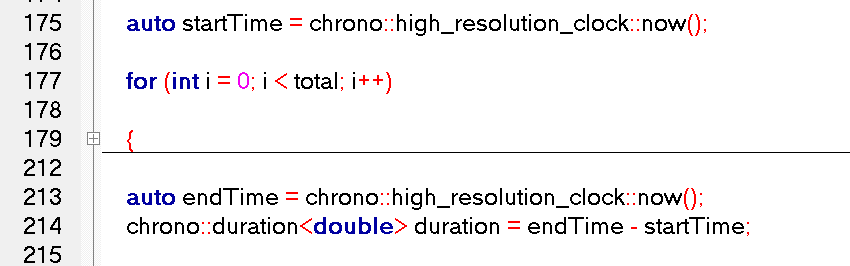 175 auto startTime = chrono::high_resolution_clock::now();
176
177 for (int i = 0; i < total; i++)
178
179 {
212
213 auto endTime = chrono::high_resolution_clock::now();
214 chrono::duration<double> duration = endTime - startTime;
215